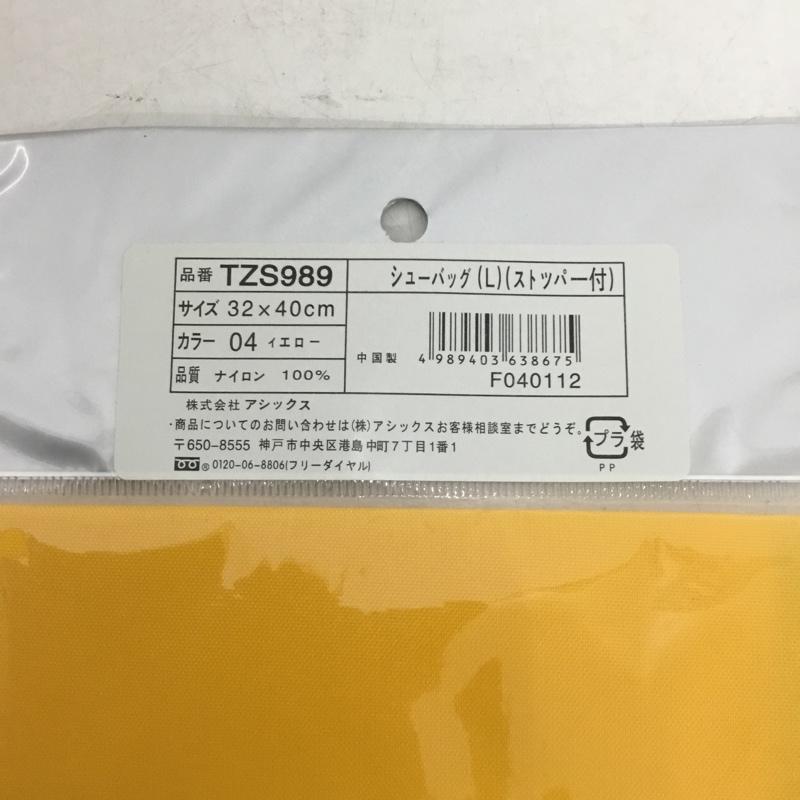 品番 TZS989
シューバッグ(L)(ストッパー付)
サイズ 32×40cm
カラー 04 イエロー
品質 ナイロン 100%
中国製
4 989403 638675
F040112
株式会社 アシックス
・商品についてのお問い合わせは(株)アシックスお客様相談室までどうぞ。
〒650-8555 神戸市中央区港島中町7丁目1番1
® 0120-06-8806(フリーダイヤル)
プラ 袋
PP